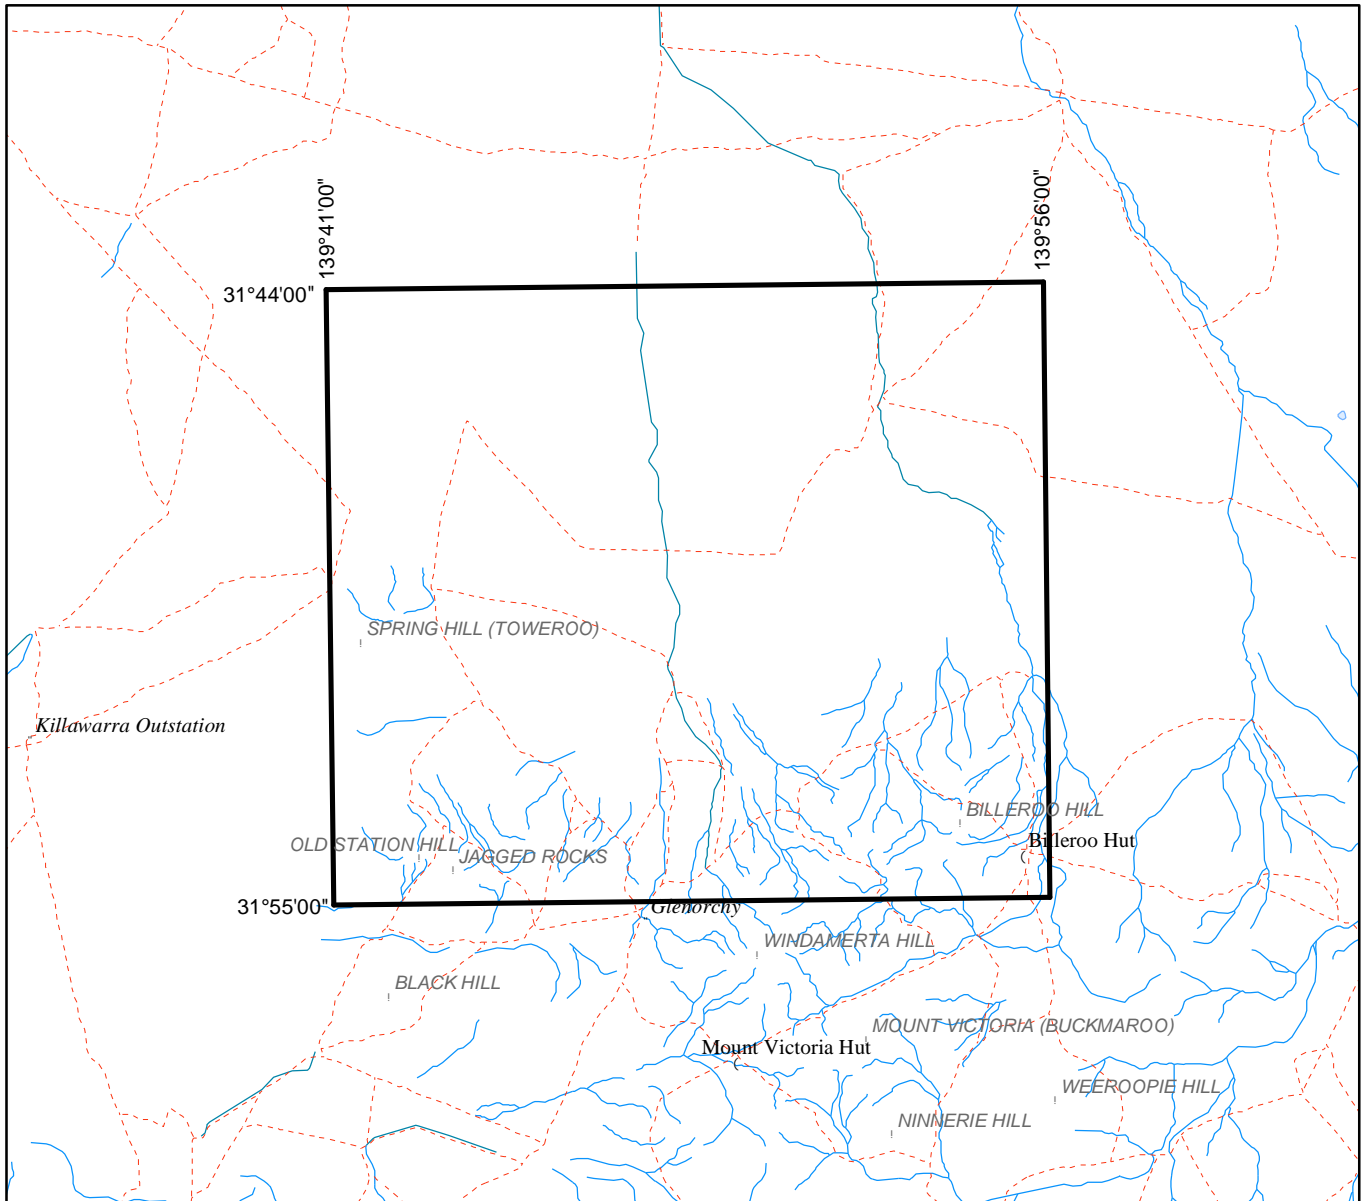 139°41'00"
139°56'00"
31°44'00"
SPRING HILL (TOWEROO)
Killawarra Outstation
BILLEROO HILL
Billeroo Hut
OLD STATION HILL
JAGGED ROCKS
31°55'00"
Glenorchy
WINDAMERTA HILL
BLACK HILL
MOUNT VICTORIA (BUCKMAROO)
Mount Victoria Hut
WEEROOPIE HILL
NINNERIE HILL